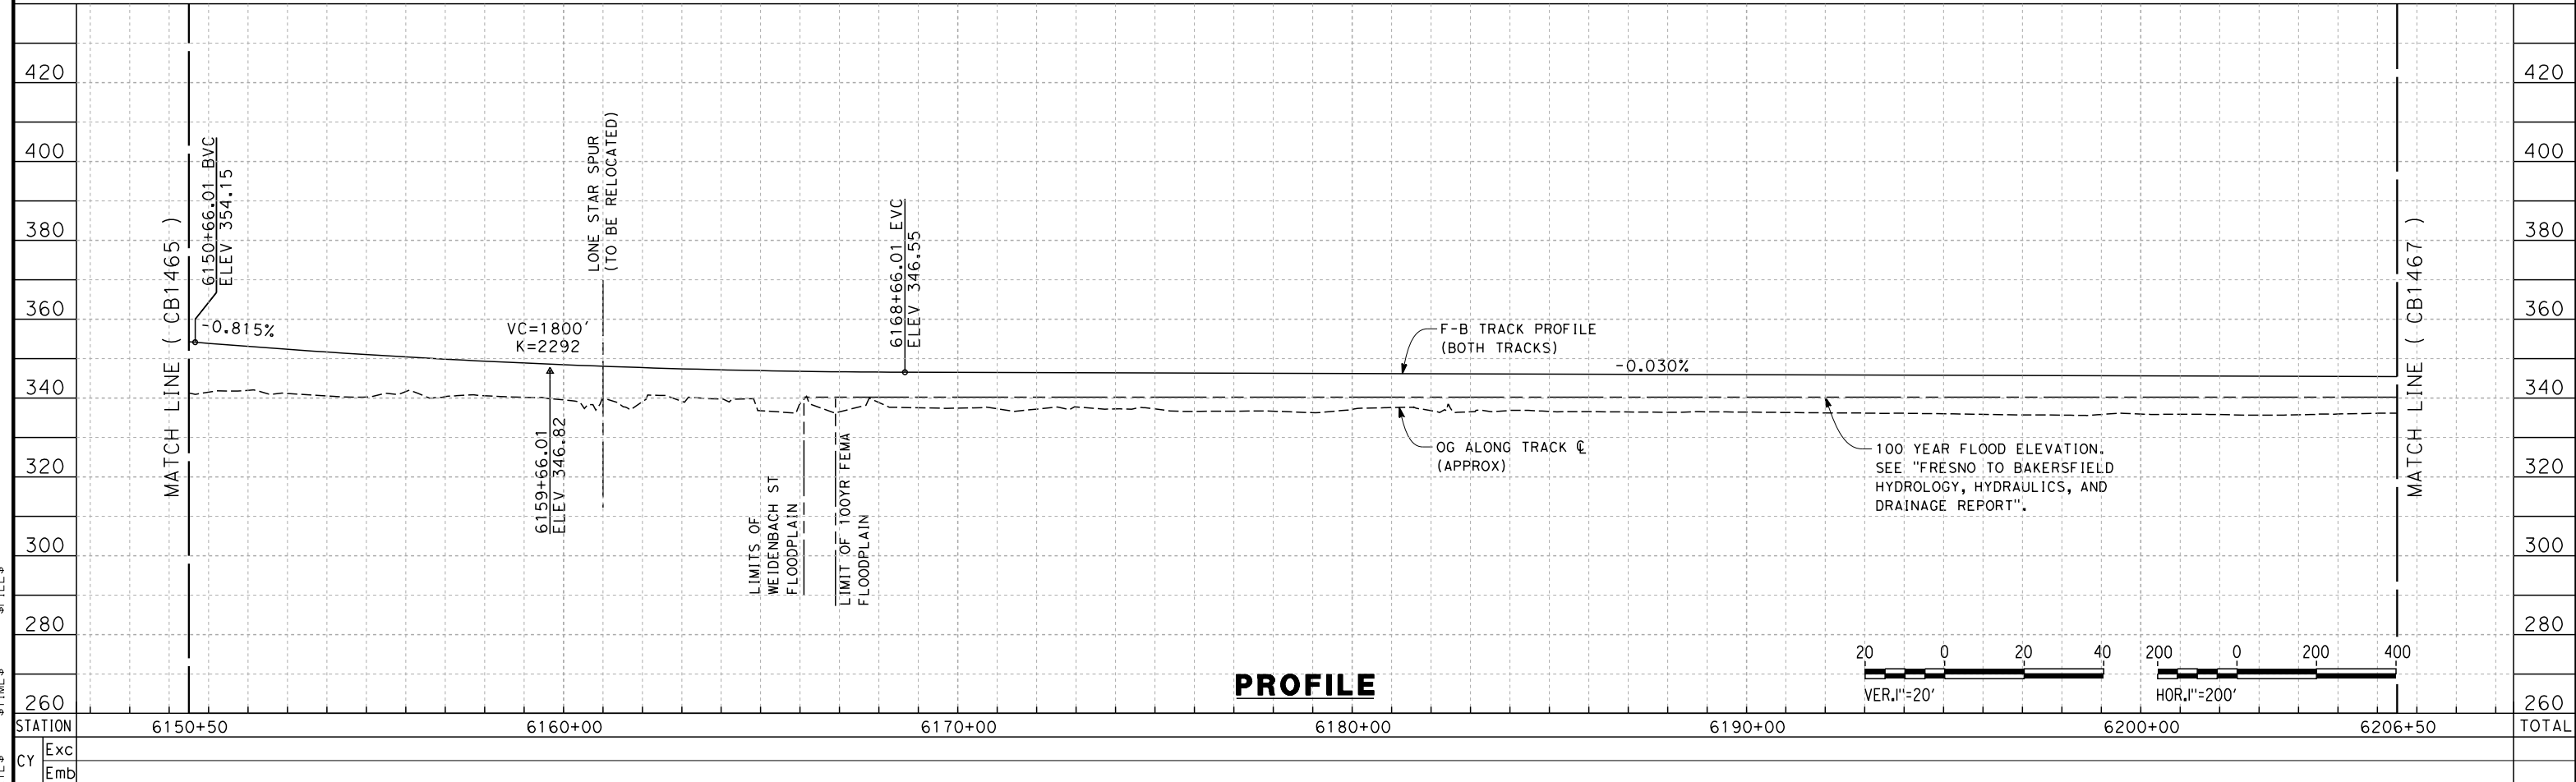 420
400
380
360
340
320
300
280
260
MATCH LINE ( CB1465 )
6150+66.01 BVC
ELEV 354.15
-0.815%
VC=1800'
K=2292
6159+66.01
ELEV 346.82
LONE STAR SPUR
(TO BE RELOCATED)
LIMITS OF
WEIDENBACH ST
FLOODPLAIN
LIMIT OF 100YR FEMA
FLOODPLAIN
6168+66.01 EVC
ELEV 346.55
F-B TRACK PROFILE
(BOTH TRACKS)
-0.030%
OG ALONG TRACK ℄
(APPROX)
100 YEAR FLOOD ELEVATION.
SEE "FRESNO TO BAKERSFIELD
HYDROLOGY, HYDRAULICS, AND
DRAINAGE REPORT".
MATCH LINE ( CB1467 )
420
400
380
360
340
320
300
280
260
PROFILE
20 0 20 40
VER.1"=20'
200 0 200 400
HOR.1"=200'
STATION 6150+50 6160+00 6170+00 6180+00 6190+00 6200+00 6206+50 TOTAL
CY
Exc
Emb